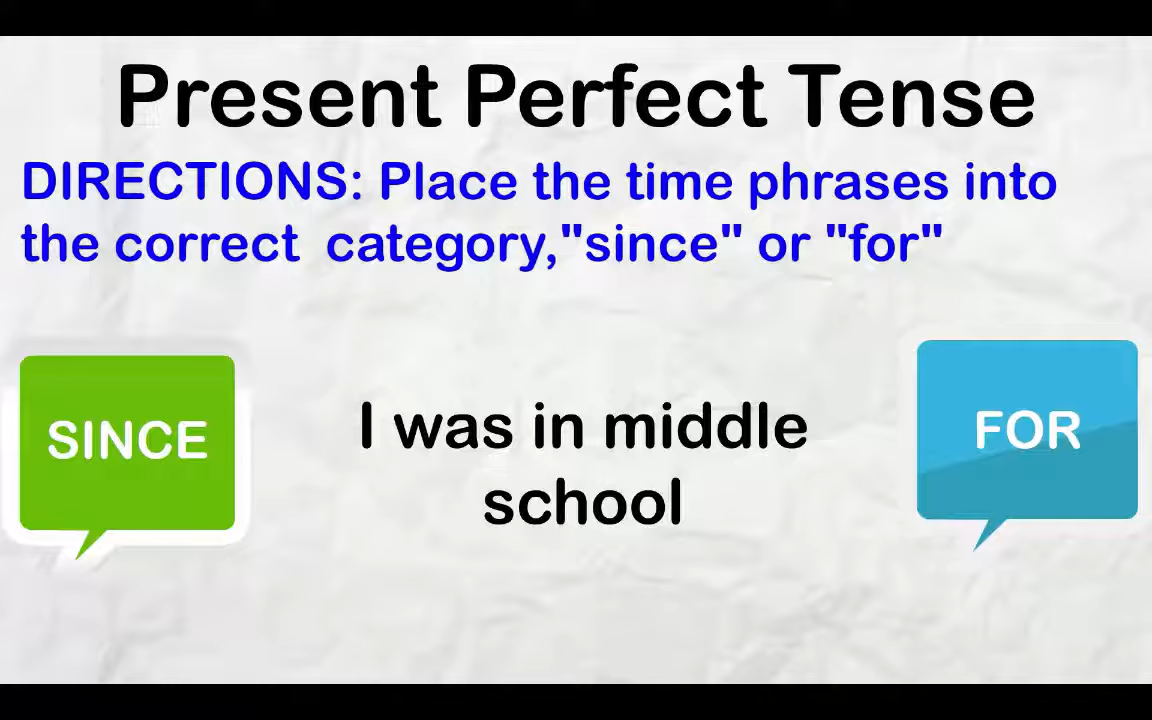 Present Perfect Tense
DIRECTIONS: Place the time phrases into
the correct  category,"since" or "for"
SINCE
I was in middle
school
FOR